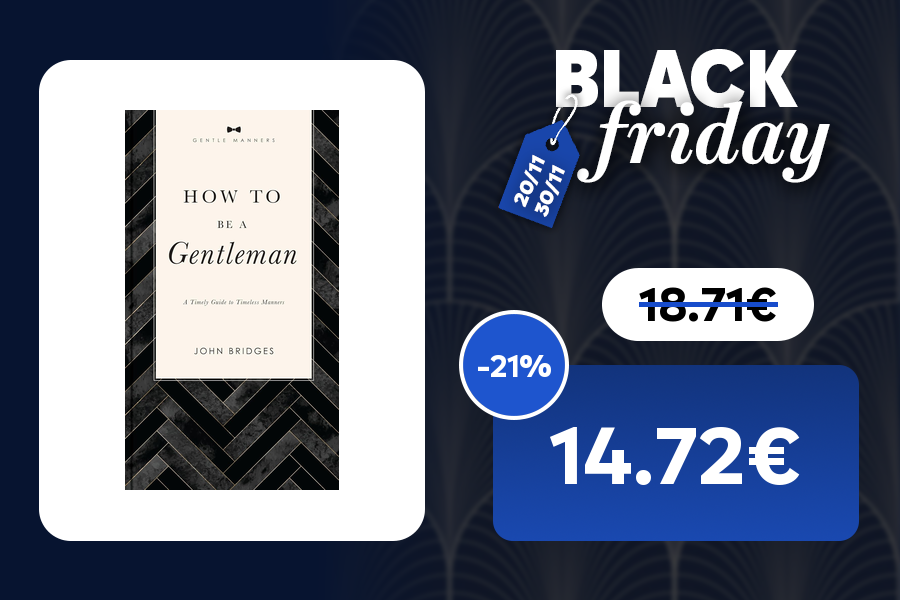 GENTLE MANNERS
HOW TO
BE A
Gentleman
A Timely Guide to Timeless Manners
JOHN BRIDGES
BLACK
friday
20/11
30/11
18.71€
-21%
14.72€